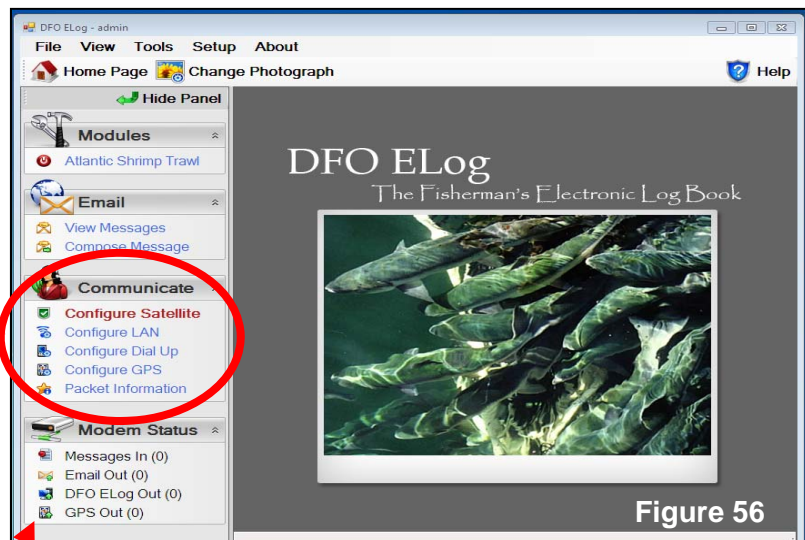 DFO ELog - admin
File View Tools Setup About
Home Page Change Photograph Help
Hide Panel
Modules
Atlantic Shrimp Trawl
Email
View Messages
Compose Message
Communicate
Configure Satellite
Configure LAN
Configure Dial Up
Configure GPS
Packet Information
Modem Status
Messages In (0)
Email Out (0)
DFO ELog Out (0)
GPS Out (0)
DFO ELog
The Fisherman's Electronic Log Book
Figure 56